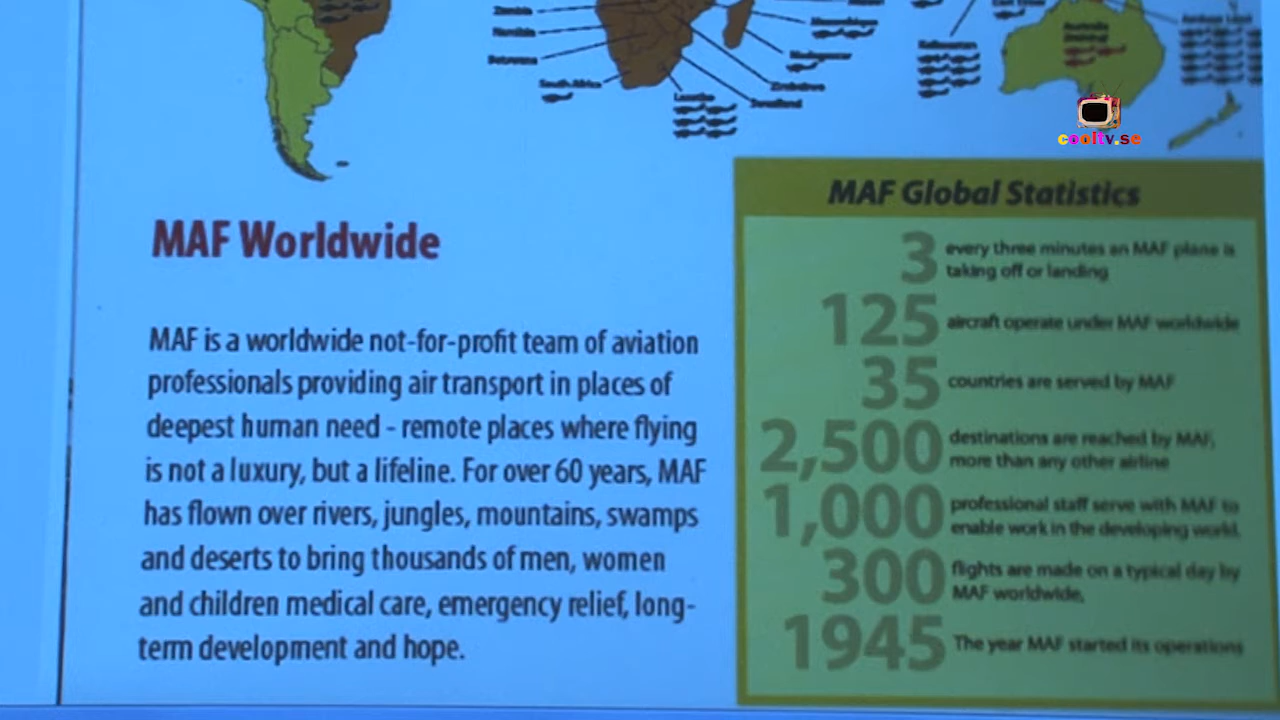 Zambia
Namibia
Botswana
South Africa
Lesotho
Swaziland
Zimbabwe
Madagascar
Mozambique
Kalimantan
East Timor
Australia
Arnhem Land
cooltv.se
MAF Worldwide
MAF is a worldwide not-for-profit team of aviation
professionals providing air transport in places of
deepest human need - remote places where flying
is not a luxury, but a lifeline. For over 60 years, MAF
has flown over rivers, jungles, mountains, swamps
and deserts to bring thousands of men, women
and children medical care, emergency relief, long-
term development and hope.
MAF Global Statistics
3 every three minutes an MAF plane is
taking off or landing
125 aircraft operate under MAF worldwide
35 countries are served by MAF
2,500 destinations are reached by MAF,
more than any other airline
1,000 professional staff serve with MAF to
enable work in the developing world.
300 flights are made on a typical day by
MAF worldwide.
1945 The year MAF started its operations